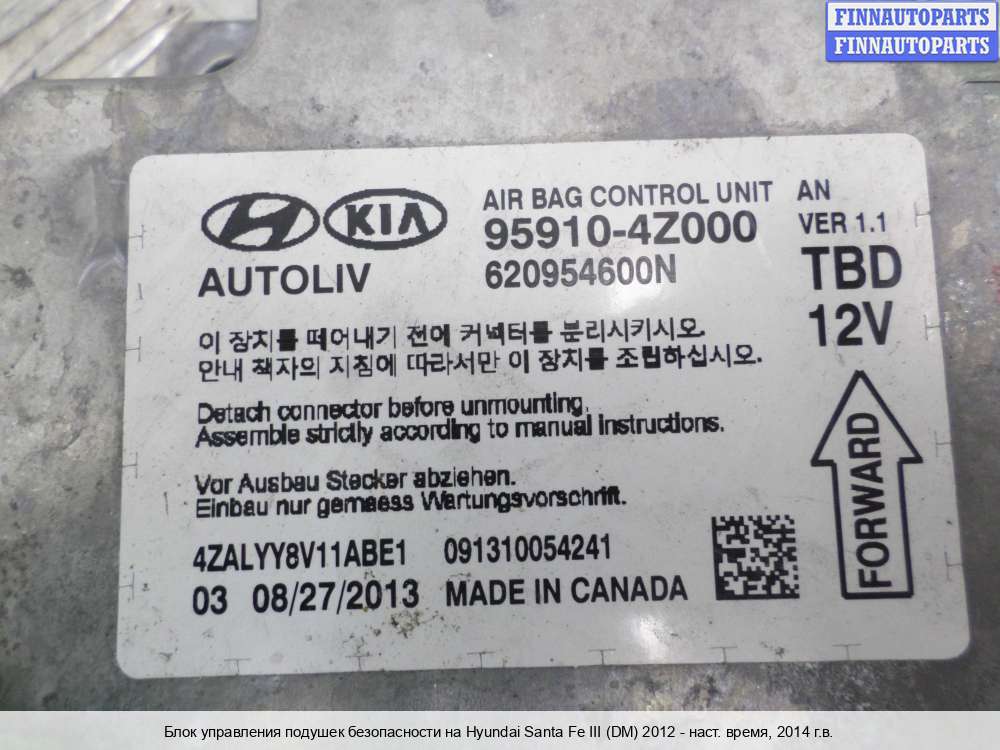 FINNAUTOPARTS
FINNAUTOPARTS
KIA
AIR BAG CONTROL UNIT AN
95910-4Z000 VER 1.1
AUTOLIV 620954600N TBD
12V
이 장치를 떼어내기 전에 커넥터를 분리시키시오.
안내 책자의 지침에 따라서만 이 장치를 조립하십시오.
Detach connector before unmounting.
Assemble strictly according to manual instructions.
Vor Ausbau Stecker abziehen.
Einbau nur gemaess Wartungsvorschrift.
FORWARD
4ZALYY8V11ABE1 091310054241
03 08/27/2013 MADE IN CANADA
Блок управления подушек безопасности на Hyundai Santa Fe III (DM) 2012 - наст. время, 2014 г.в.